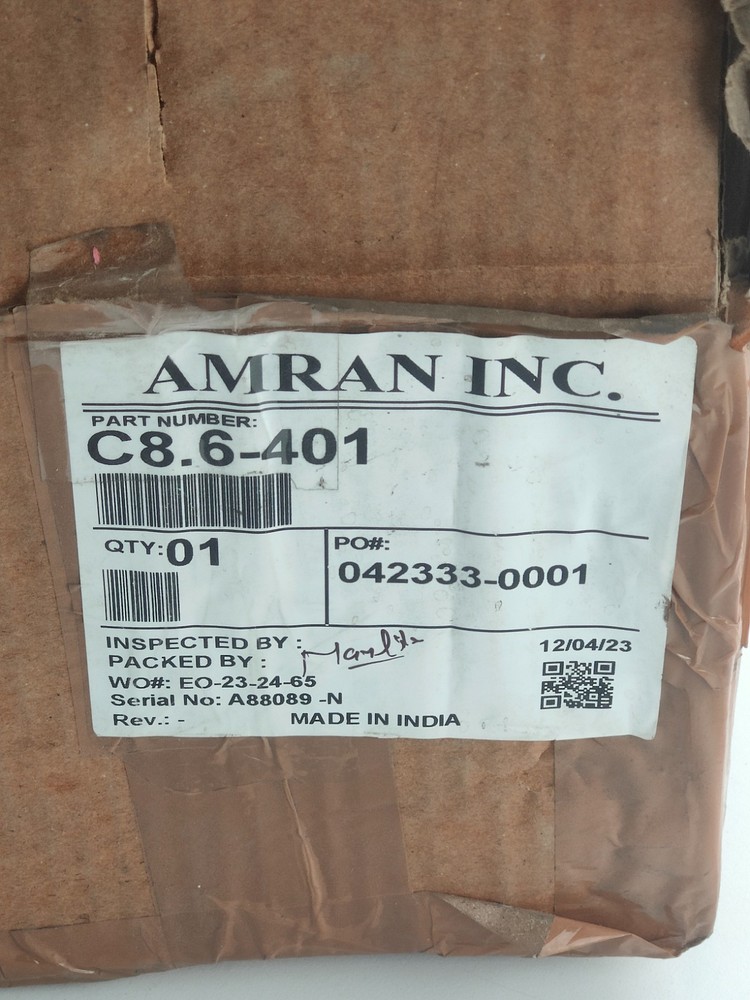 AMRAN INC.
PART NUMBER:
C8.6-401
QTY: 01
PO#:
042333-0001
INSPECTED BY :
PACKED BY :
12/04/23
WO#: EO-23-24-65
Serial No: A88089 -N
Rev.: -
MADE IN INDIA